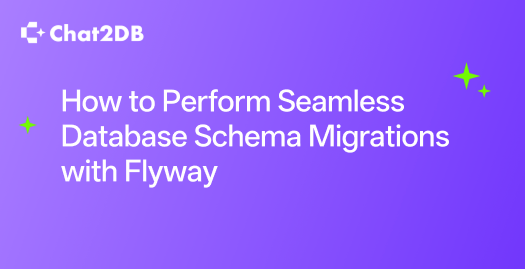 Chat2DB
How to Perform Seamless
Database Schema Migrations
with Flyway